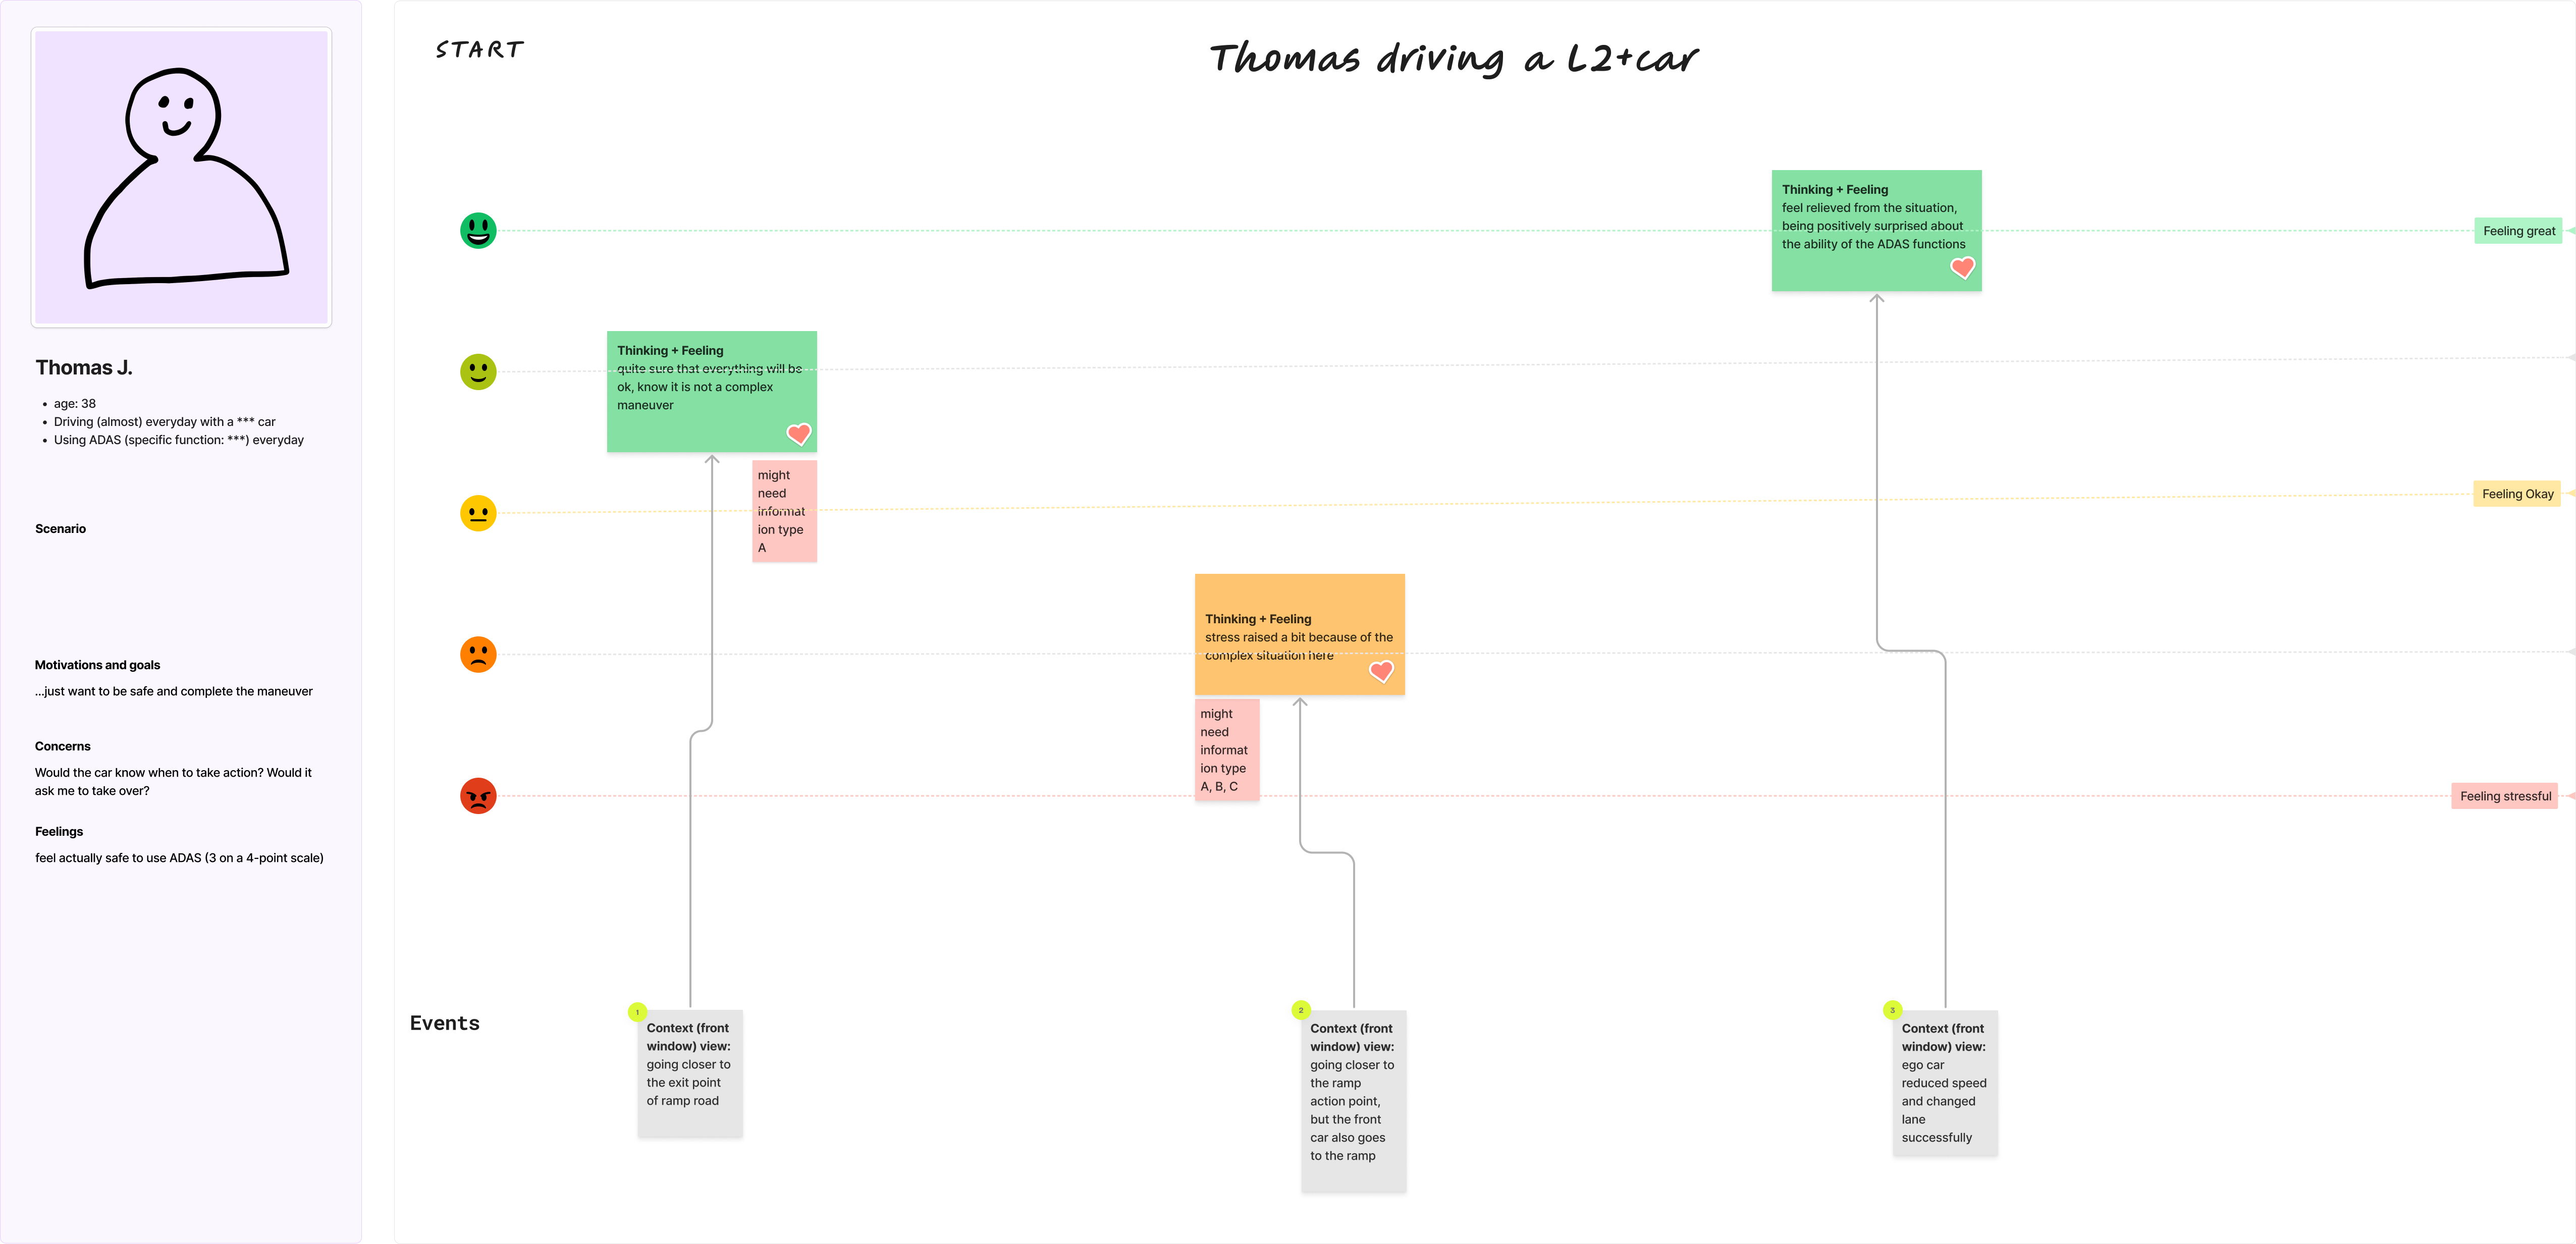 Thomas J.
age: 38
Driving (almost) everyday with a *** car
Using ADAS (specific function: ***) everyday
Scenario
Motivations and goals
...just want to be safe and complete the maneuver
Concerns
Would the car know when to take action? Would it
ask me to take over?
Feelings
feel actually safe to use ADAS (3 on a 4-point scale)
START
Thomas driving a L2+car
Thinking + Feeling
feel relieved from the situation,
being positively surprised about
the ability of the ADAS functions
Feeling great
Thinking + Feeling
quite sure that everything will be
ok, know it is not a complex
maneuver
might
need
informat
ion type
A
Feeling Okay
Thinking + Feeling
stress raised a bit because of the
complex situation here
might
need
informat
ion type
A, B, C
Feeling stressful
Events
1
Context (front
window) view:
going closer to
the exit point
of ramp road
2
Context (front
window) view:
going closer to
the ramp
action point,
but the front
car also goes
to the ramp
3
Context (front
window) view:
ego car
reduced speed
and changed
lane
successfully